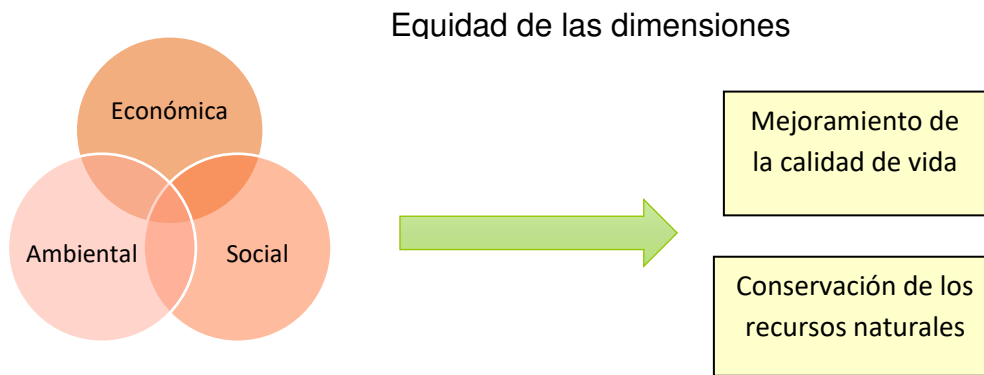 Equidad de las dimensiones
Económica
Ambiental
Social
Mejoramiento de
la calidad de vida
Conservación de los
recursos naturales